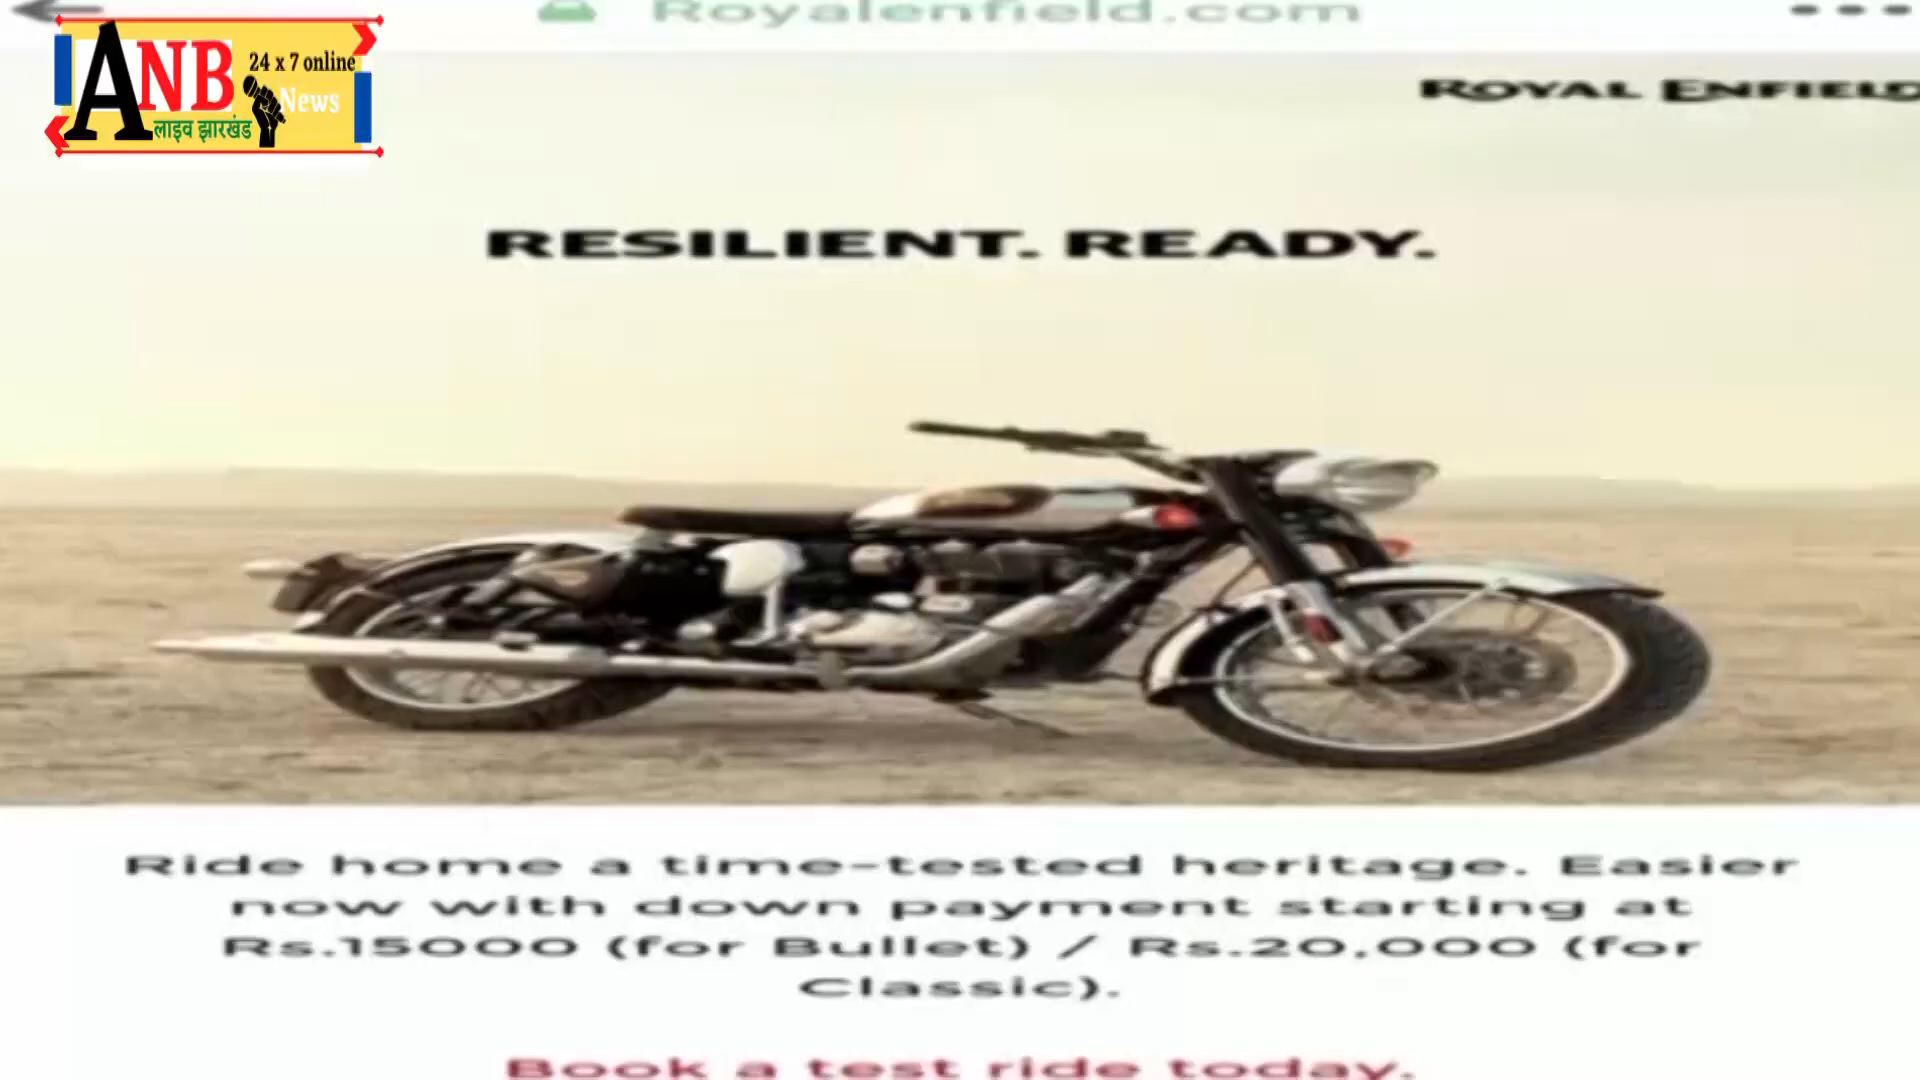 Royalenfield.com
ANB
24 x 7 online
News
लाइव झारखंड
ROYAL ENFIELD
RESILIENT. READY.
Ride home a time-tested heritage. Easier
now with down payment starting at
Rs.15000 (for Bullet) / Rs.20,000 (for
Classic).
Book a test ride today.